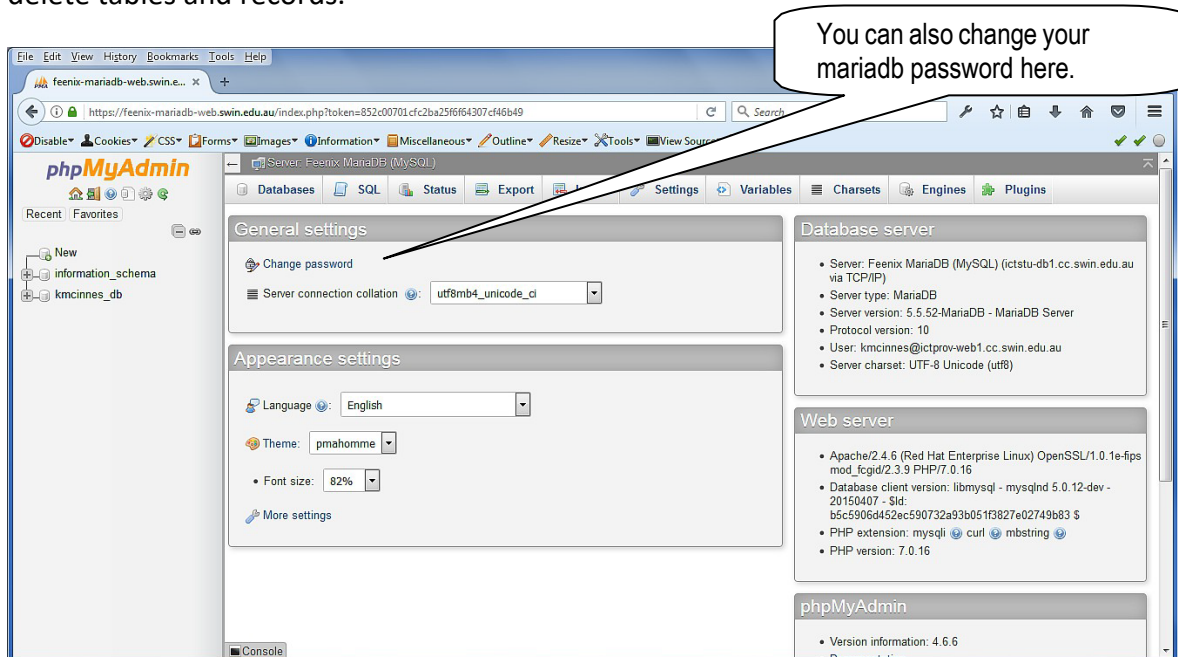 delete tables and records.
You can also change your
mariadb password here.
File Edit View History Bookmarks Tools Help
feenix-mariadb-web.swin.e... × +
https://feenix-mariadb-web.swin.edu.au/index.php?token=852c00701cfc2ba25f6f64307cf46b49
Search
Disable Cookies CSS Forms Images Information Miscellaneous Outline Resize Tools View Source
phpMyAdmin
Recent Favorites
New
information_schema
kmcinnes_db
Server: Feenix MariaDB (MySQL)
Databases SQL Status Export Settings Variables Charsets Engines Plugins
General settings
Change password
Server connection collation : utf8mb4_unicode_ci
Appearance settings
Language : English
Theme: pmahomme
• Font size: 82%
More settings
Console
Database server
• Server: Feenix MariaDB (MySQL) (ictstu-db1.cc.swin.edu.au
via TCP/IP)
• Server type: MariaDB
• Server version: 5.5.52-MariaDB - MariaDB Server
• Protocol version: 10
• User: kmcinnes@ictprov-web1.cc.swin.edu.au
• Server charset: UTF-8 Unicode (utf8)
Web server
• Apache/2.4.6 (Red Hat Enterprise Linux) OpenSSL/1.0.1e-fips
mod_fcgid/2.3.9 PHP/7.0.16
• Database client version: libmysql - mysqlnd 5.0.12-dev -
20150407 - $Id:
b5c5906d452ec590732a93b051f3827e02749b83 $
• PHP extension: mysqli curl mbstring
• PHP version: 7.0.16
phpMyAdmin
• Version information: 4.6.6